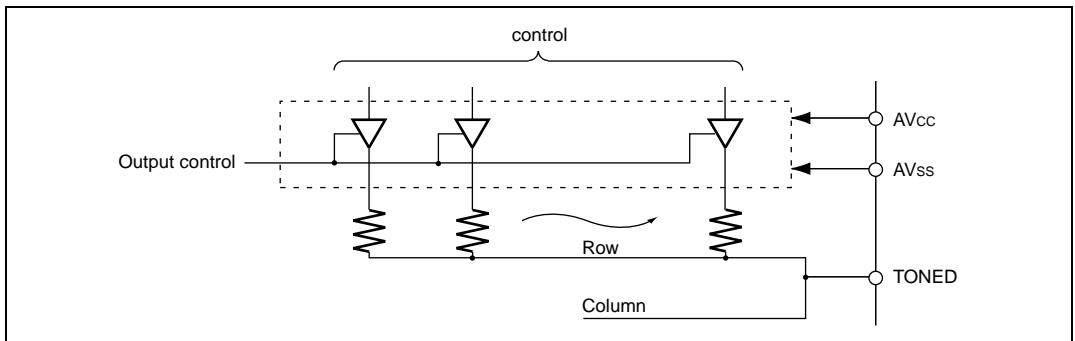 control
Output control
AVCC
AVSS
Row
TONED
Column